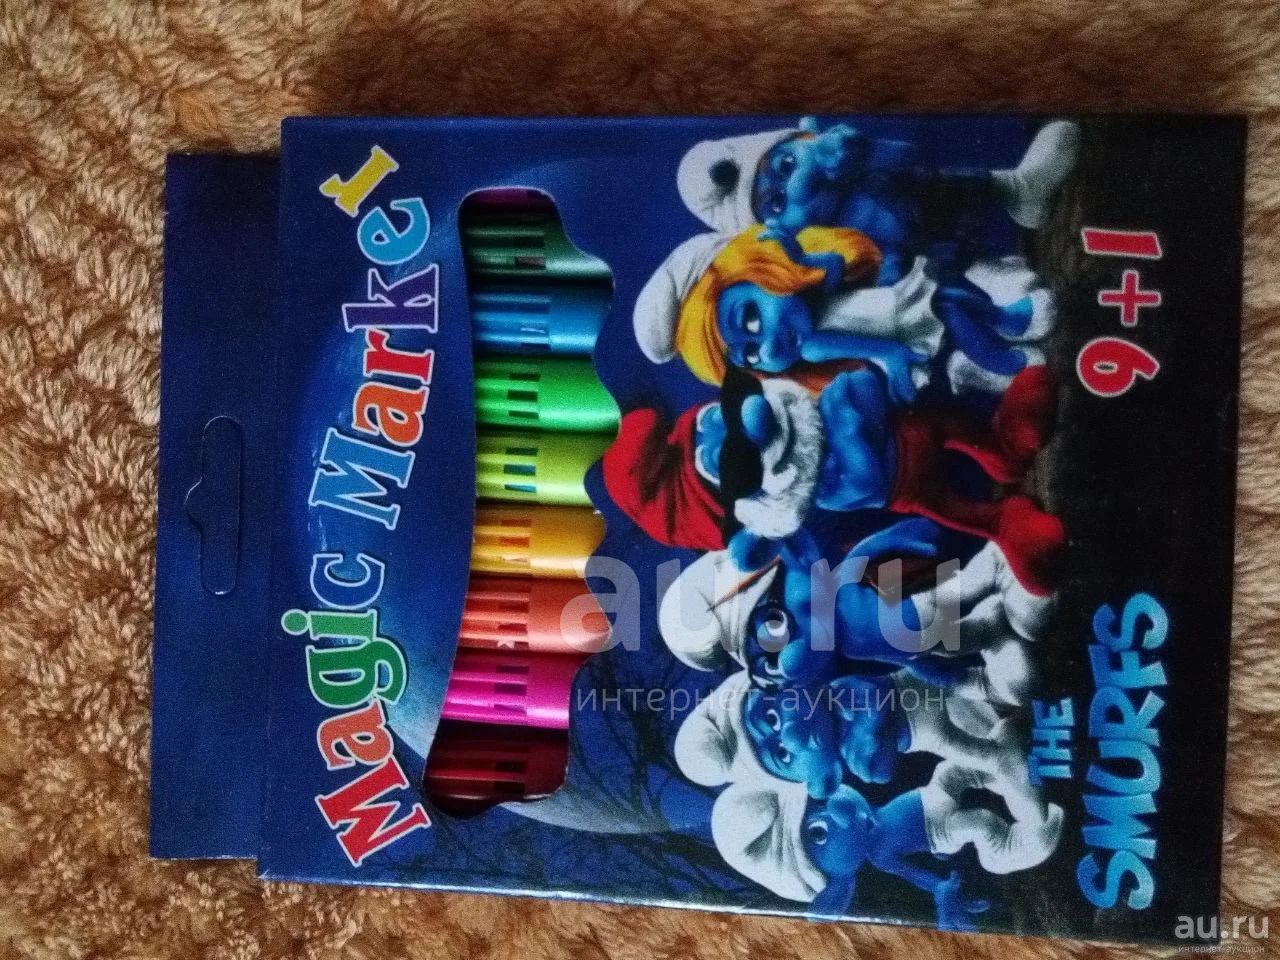 Magic Marker
9+1
THE
SMURFS
au.ru
интернет-аукцион
au.ru
интернет-аукцион